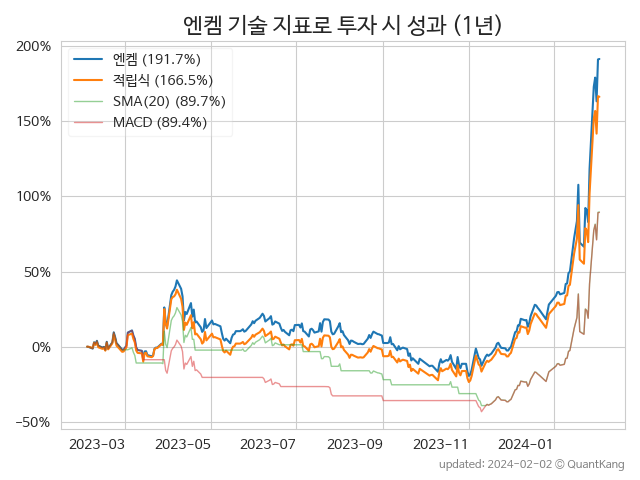 엔켐 기술 지표로 투자 시 성과 (1년)
200%
150%
100%
50%
0%
−50%
엔켐 (191.7%)
적립식 (166.5%)
SMA(20) (89.7%)
MACD (89.4%)
2023−03 2023−05 2023−07 2023−09 2023−11 2024−01
updated: 2024-02-02 © QuantKang